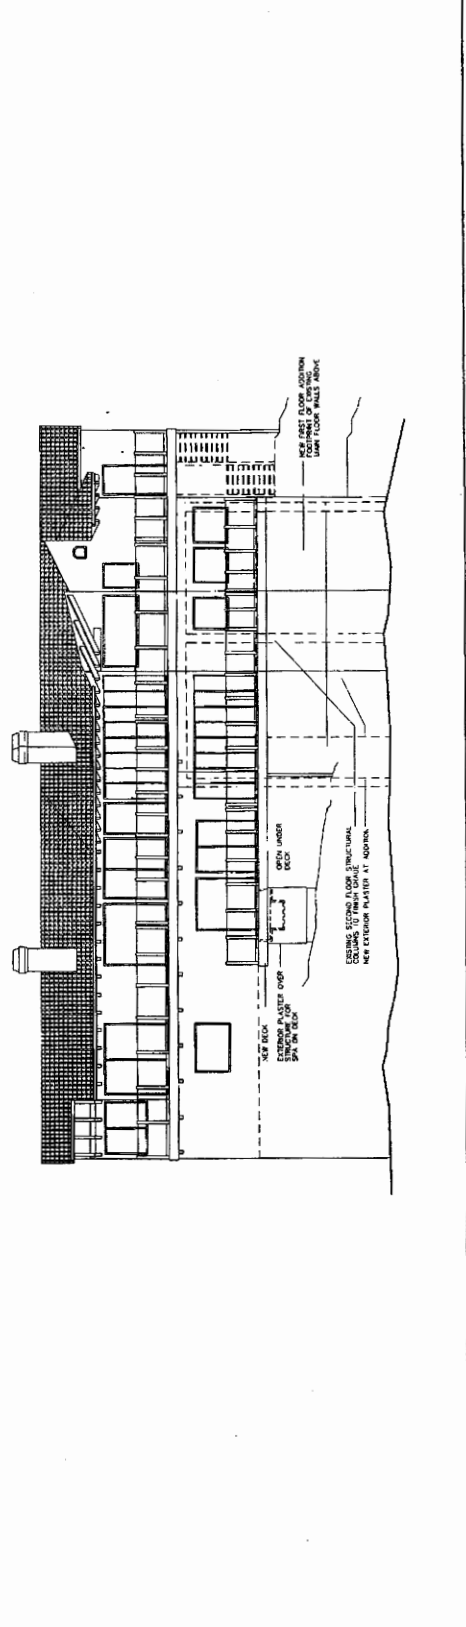 NEW DECK
EXTERIOR PLASTER OVER
STRUCTURE FOR
SPA ON DECK
OPEN UNDER
DECK
EXISTING SECOND FLOOR STRUCTURAL
COLUMNS TO FINISH GRADE
NEW EXTERIOR PLASTER AT ADDITION
NEW FIRST FLOOR ADDITION
FOOTPRINT OF EXISTING
MAIN FLOOR WALLS ABOVE